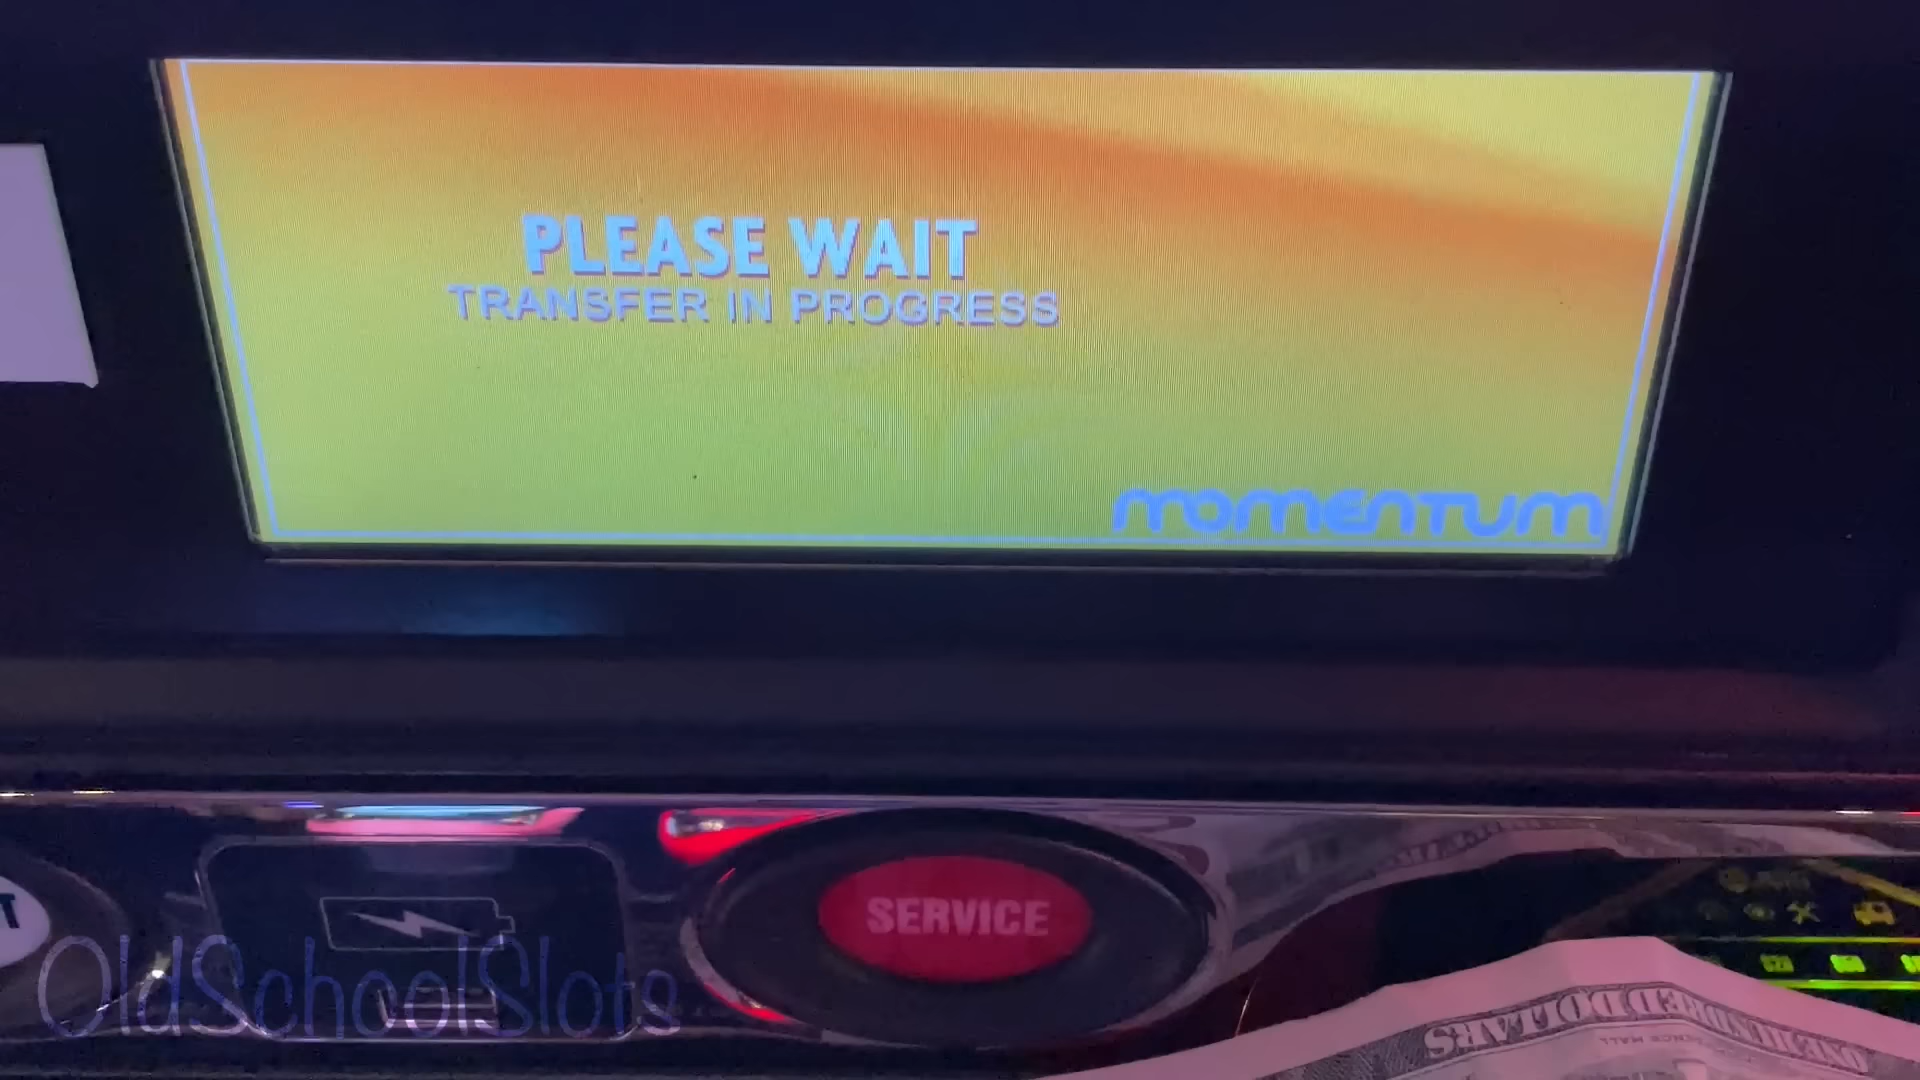 PLEASE WAIT
TRANSFER IN PROGRESS
momentum
T
SERVICE
OldSchoolSlots
ONE HUNDRED DOLLARS